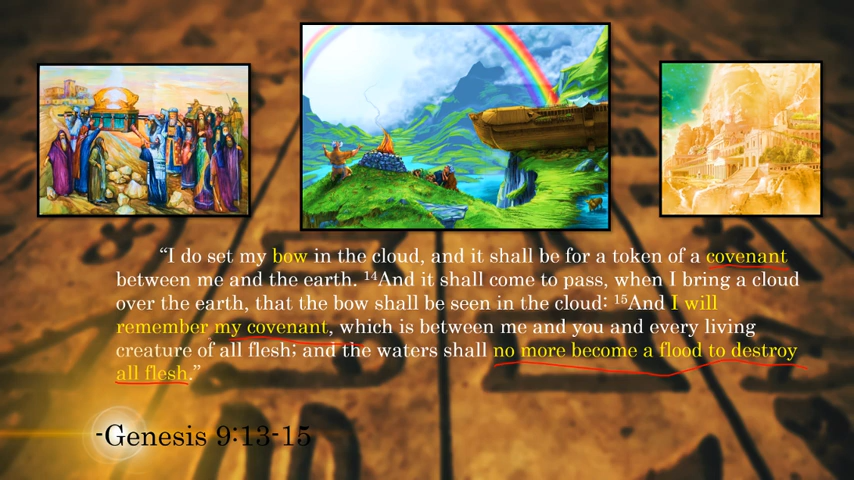 “I do set my bow in the cloud, and it shall be for a token of a covenant
between me and the earth. ¹⁴And it shall come to pass, when I bring a cloud
over the earth, that the bow shall be seen in the cloud: ¹⁵And I will
remember my covenant, which is between me and you and every living
creature of all flesh; and the waters shall no more become a flood to destroy
all flesh.”
-Genesis 9:13-15